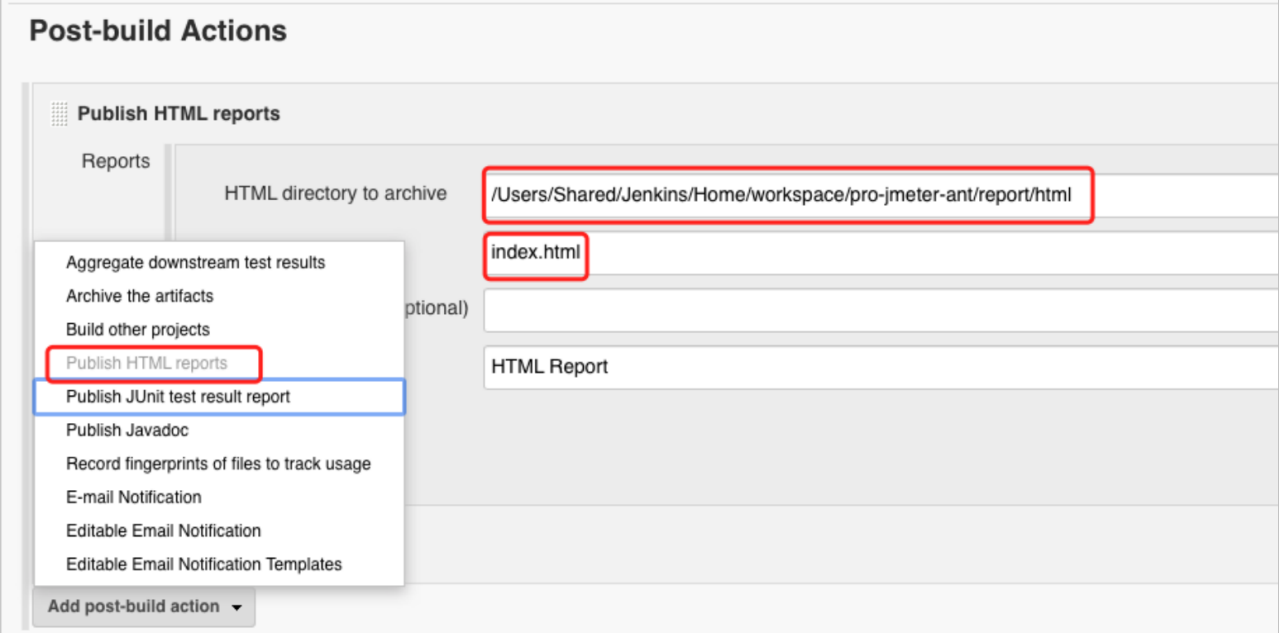 Post-build Actions
Publish HTML reports
Reports
HTML directory to archive
/Users/Shared/Jenkins/Home/workspace/pro-jmeter-ant/report/html
index.html
ptional)
HTML Report
Aggregate downstream test results
Archive the artifacts
Build other projects
Publish HTML reports
Publish JUnit test result report
Publish Javadoc
Record fingerprints of files to track usage
E-mail Notification
Editable Email Notification
Editable Email Notification Templates
Add post-build action